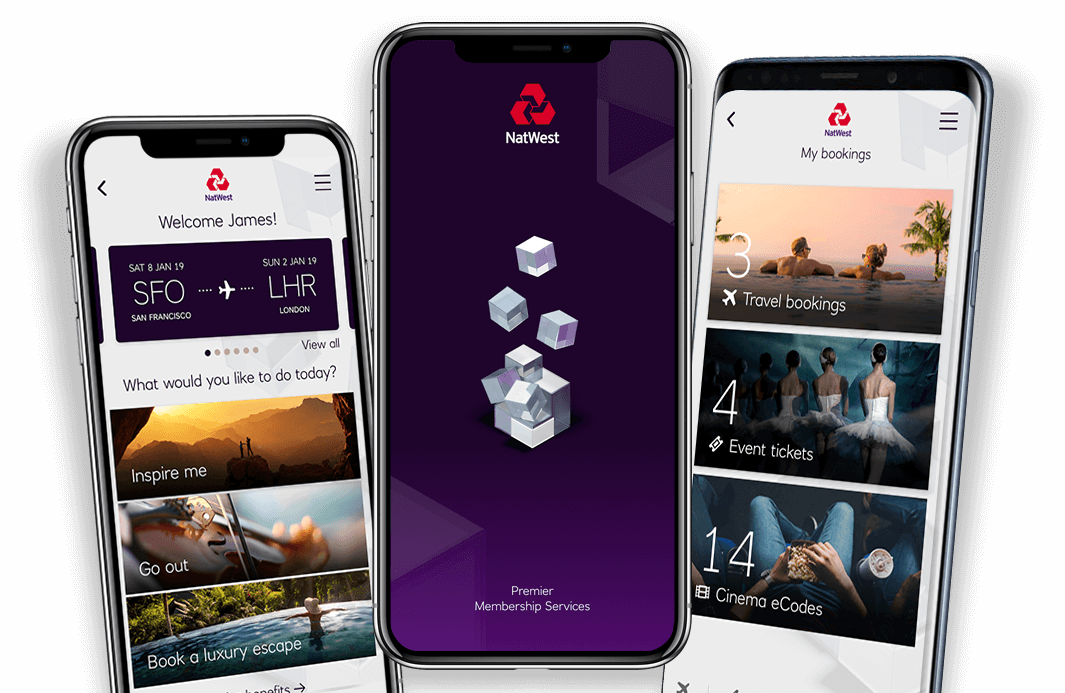 NatWest
Welcome James!
SAT 8 JAN 19
SUN 2 JAN 19
SFO
LHR
SAN FRANCISCO
LONDON
View all
What would you like to do today?
Inspire me
Go out
Book a luxury escape
benefits →
NatWest
Premier
Membership Services
NatWest
My bookings
3
Travel bookings
4
Event tickets
14
Cinema eCodes